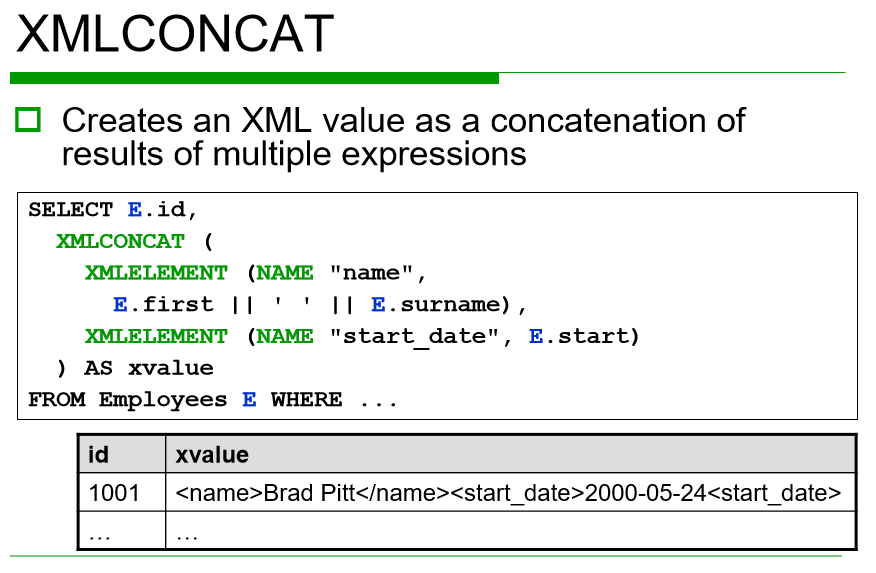 XMLCONCAT
Creates an XML value as a concatenation of
results of multiple expressions
SELECT E.id,
XMLCONCAT (
XMLELEMENT (NAME "name",
E.first || ' ' || E.surname),
XMLELEMENT (NAME "start_date", E.start)
) AS xvalue
FROM Employees E WHERE ...
id xvalue
1001 <name>Brad Pitt</name><start_date>2000-05-24<start_date>
… …